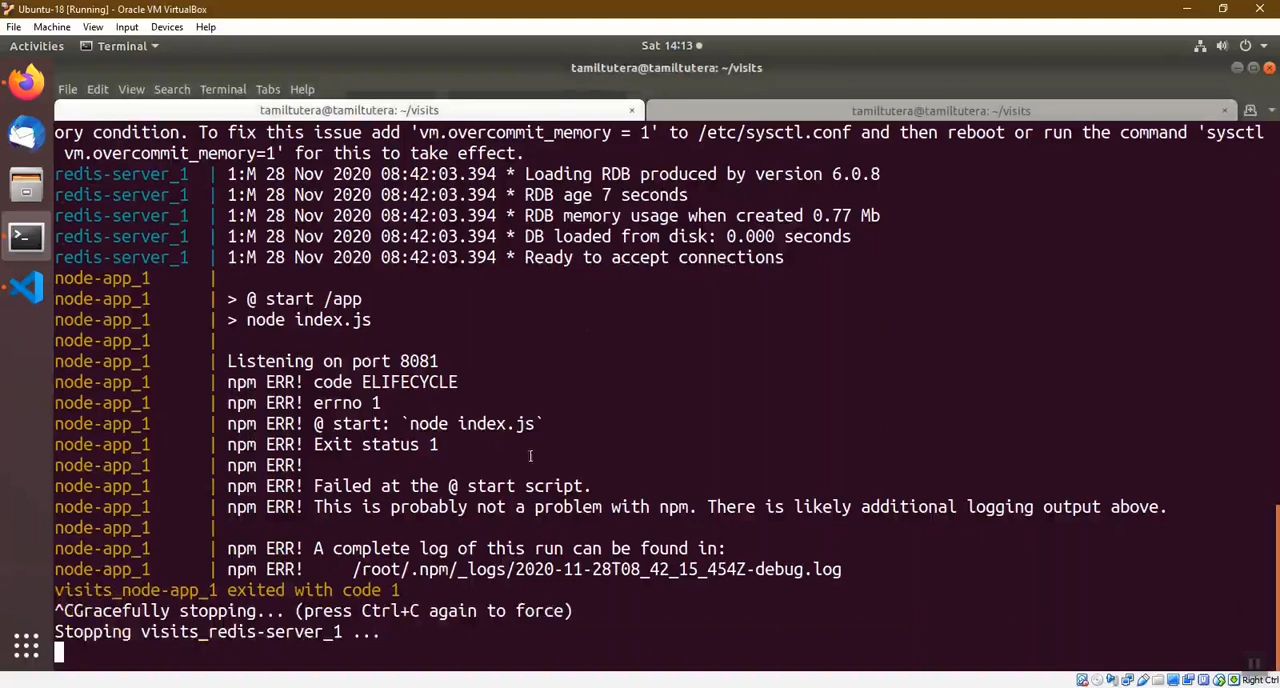 Ubuntu-18 [Running] - Oracle VM VirtualBox
File Machine View Input Devices Help
Activities Terminal Sat 14:13
tamiltutera@tamiltutera: ~/visits
File Edit View Search Terminal Tabs Help
tamiltutera@tamiltutera: ~/visits × tamiltutera@tamiltutera: ~/visits ×
ory condition. To fix this issue add 'vm.overcommit_memory = 1' to /etc/sysctl.conf and then reboot or run the command 'sysctl
vm.overcommit_memory=1' for this to take effect.
redis-server_1 | 1:M 28 Nov 2020 08:42:03.394 * Loading RDB produced by version 6.0.8
redis-server_1 | 1:M 28 Nov 2020 08:42:03.394 * RDB age 7 seconds
redis-server_1 | 1:M 28 Nov 2020 08:42:03.394 * RDB memory usage when created 0.77 Mb
redis-server_1 | 1:M 28 Nov 2020 08:42:03.394 * DB loaded from disk: 0.000 seconds
redis-server_1 | 1:M 28 Nov 2020 08:42:03.394 * Ready to accept connections
node-app_1 |
node-app_1 | > @ start /app
node-app_1 | > node index.js
node-app_1 |
node-app_1 | Listening on port 8081
node-app_1 | npm ERR! code ELIFECYCLE
node-app_1 | npm ERR! errno 1
node-app_1 | npm ERR! @ start: `node index.js`
node-app_1 | npm ERR! Exit status 1
node-app_1 | npm ERR!
node-app_1 | npm ERR! Failed at the @ start script.
node-app_1 | npm ERR! This is probably not a problem with npm. There is likely additional logging output above.
node-app_1 |
node-app_1 | npm ERR! A complete log of this run can be found in:
node-app_1 | npm ERR! /root/.npm/_logs/2020-11-28T08_42_15_454Z-debug.log
visits_node-app_1 exited with code 1
^CGracefully stopping... (press Ctrl+C again to force)
Stopping visits_redis-server_1 ...
Right Ctrl